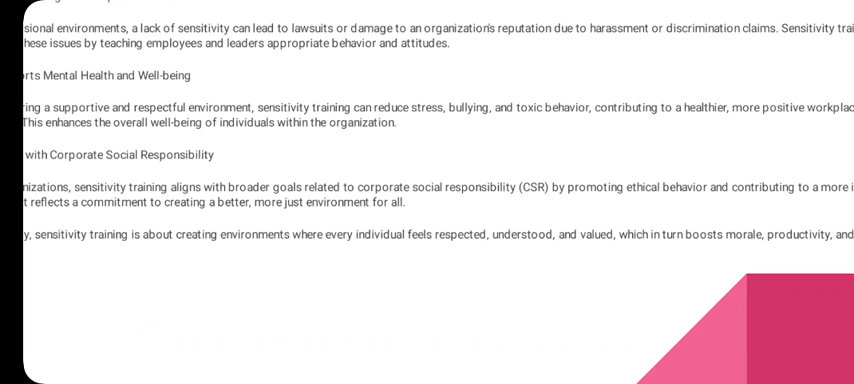 sional environments, a lack of sensitivity can lead to lawsuits or damage to an organization's reputation due to harassment or discrimination claims. Sensitivity trai
hese issues by teaching employees and leaders appropriate behavior and attitudes.
rts Mental Health and Well-being
ring a supportive and respectful environment, sensitivity training can reduce stress, bullying, and toxic behavior, contributing to a healthier, more positive workplac
This enhances the overall well-being of individuals within the organization.
with Corporate Social Responsibility
nizations, sensitivity training aligns with broader goals related to corporate social responsibility (CSR) by promoting ethical behavior and contributing to a more i
t reflects a commitment to creating a better, more just environment for all.
y, sensitivity training is about creating environments where every individual feels respected, understood, and valued, which in turn boosts morale, productivity, and